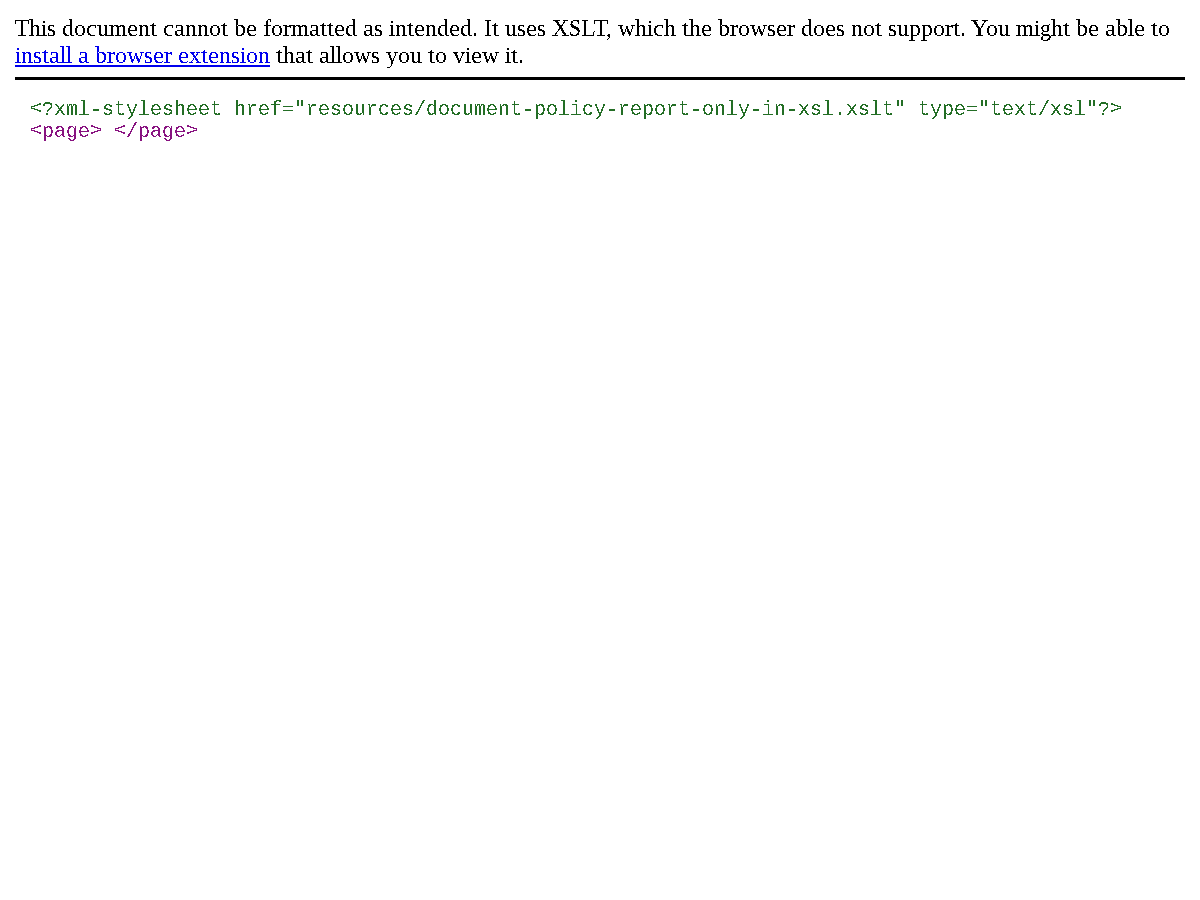 This document cannot be formatted as intended. It uses XSLT, which the browser does not support. You might be able to
install a browser extension that allows you to view it.
<?xml-stylesheet href="resources/document-policy-report-only-in-xsl.xslt" type="text/xsl"?>
<page> </page>